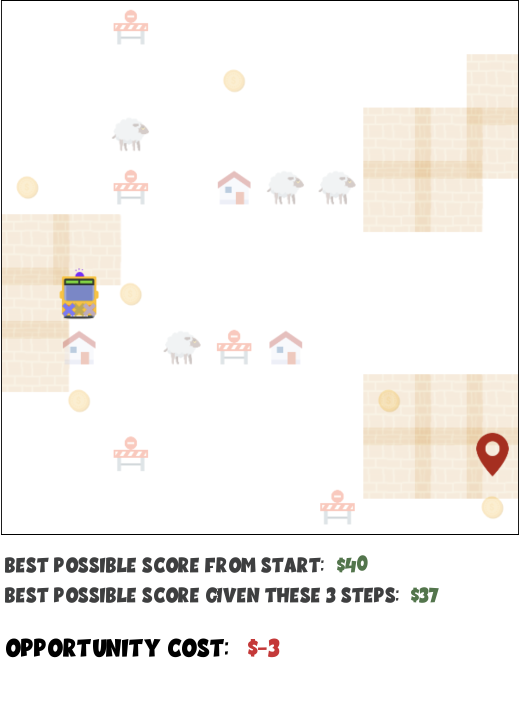 BEST POSSIBLE SCORE FROM START: $40
BEST POSSIBLE SCORE GIVEN THESE 3 STEPS: $37
OPPORTUNITY COST: $-3